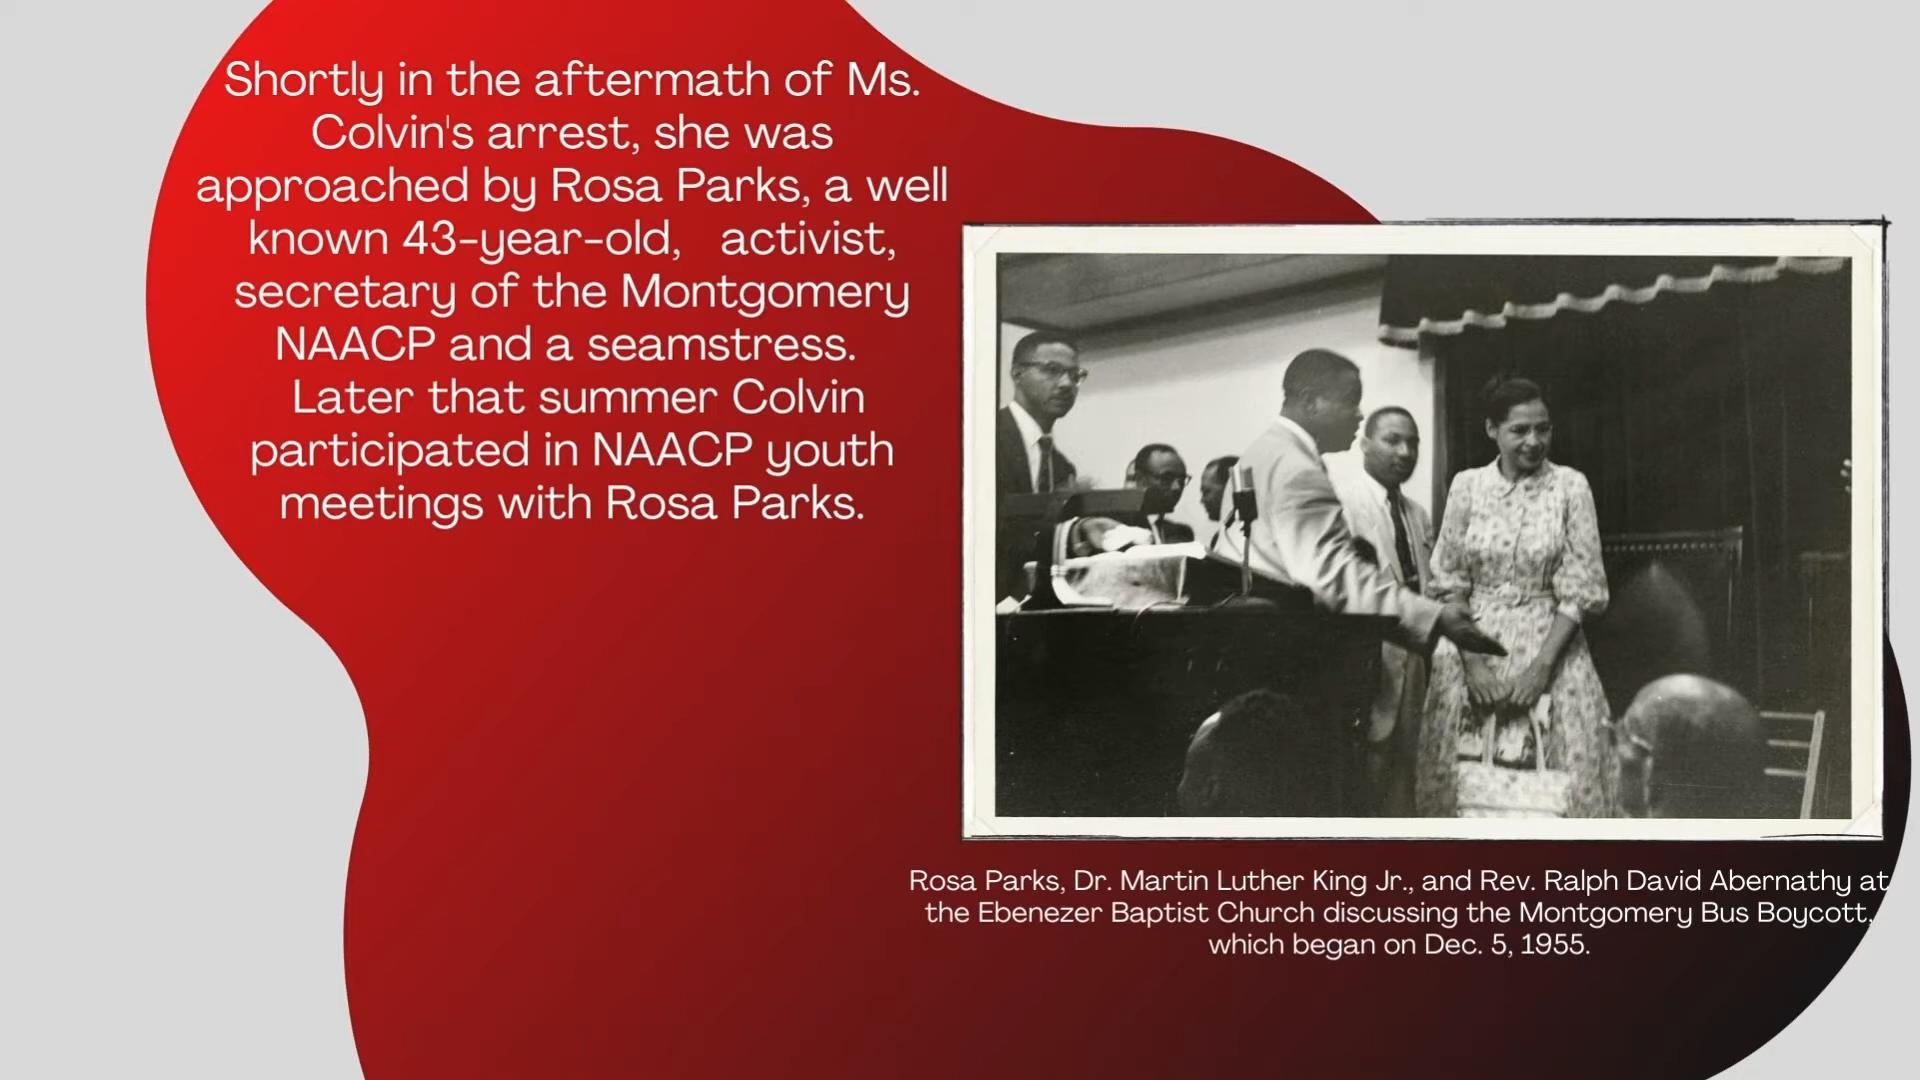 Shortly in the aftermath of Ms.
Colvin's arrest, she was
approached by Rosa Parks, a well
known 43-year-old,   activist,
secretary of the Montgomery
NAACP and a seamstress.
Later that summer Colvin
participated in NAACP youth
meetings with Rosa Parks.
Rosa Parks, Dr. Martin Luther King Jr., and Rev. Ralph David Abernathy at
the Ebenezer Baptist Church discussing the Montgomery Bus Boycott,
which began on Dec. 5, 1955.